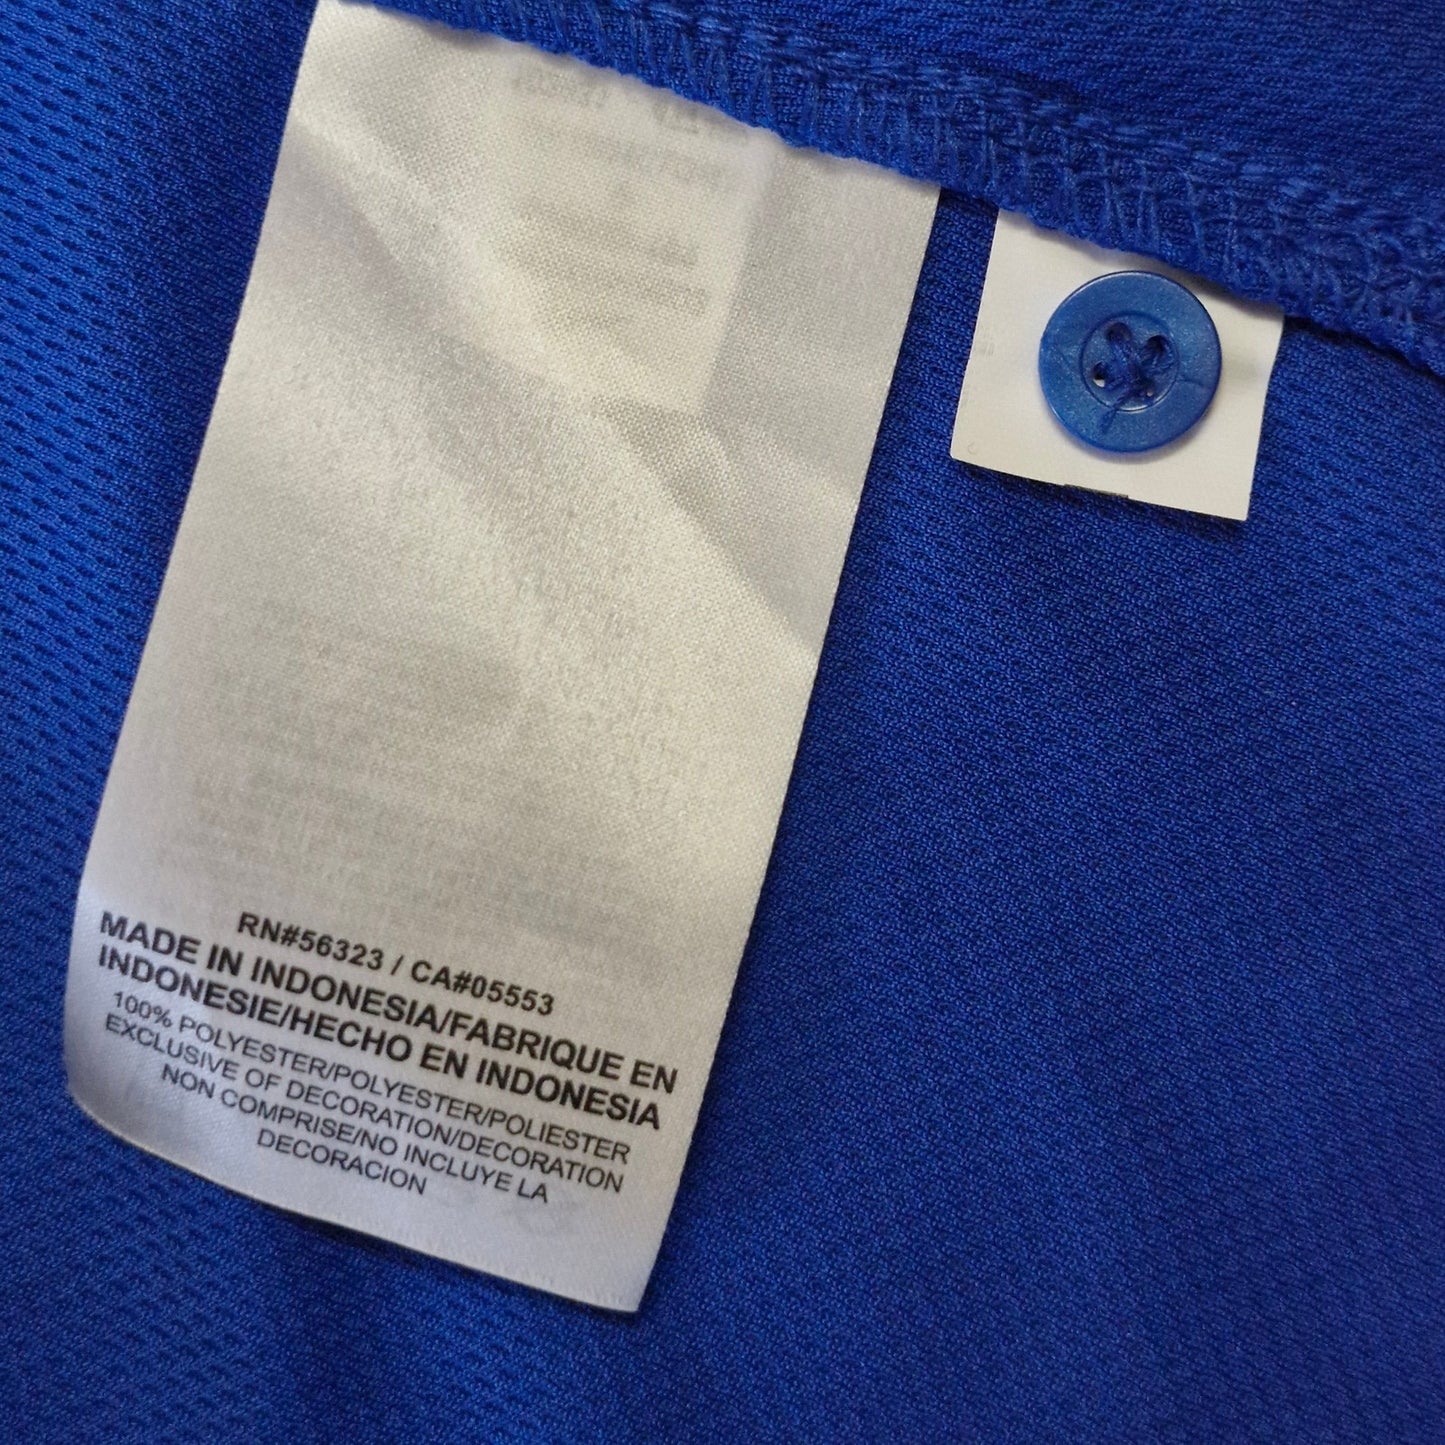 RN#56323 / CA#05553
MADE IN INDONESIA/FABRIQUE EN
INDONESIE/HECHO EN INDONESIA
100% POLYESTER/POLYESTER/POLIESTER
EXCLUSIVE OF DECORATION/DECORATION
NON COMPRISE/NO INCLUYE LA
DECORACION